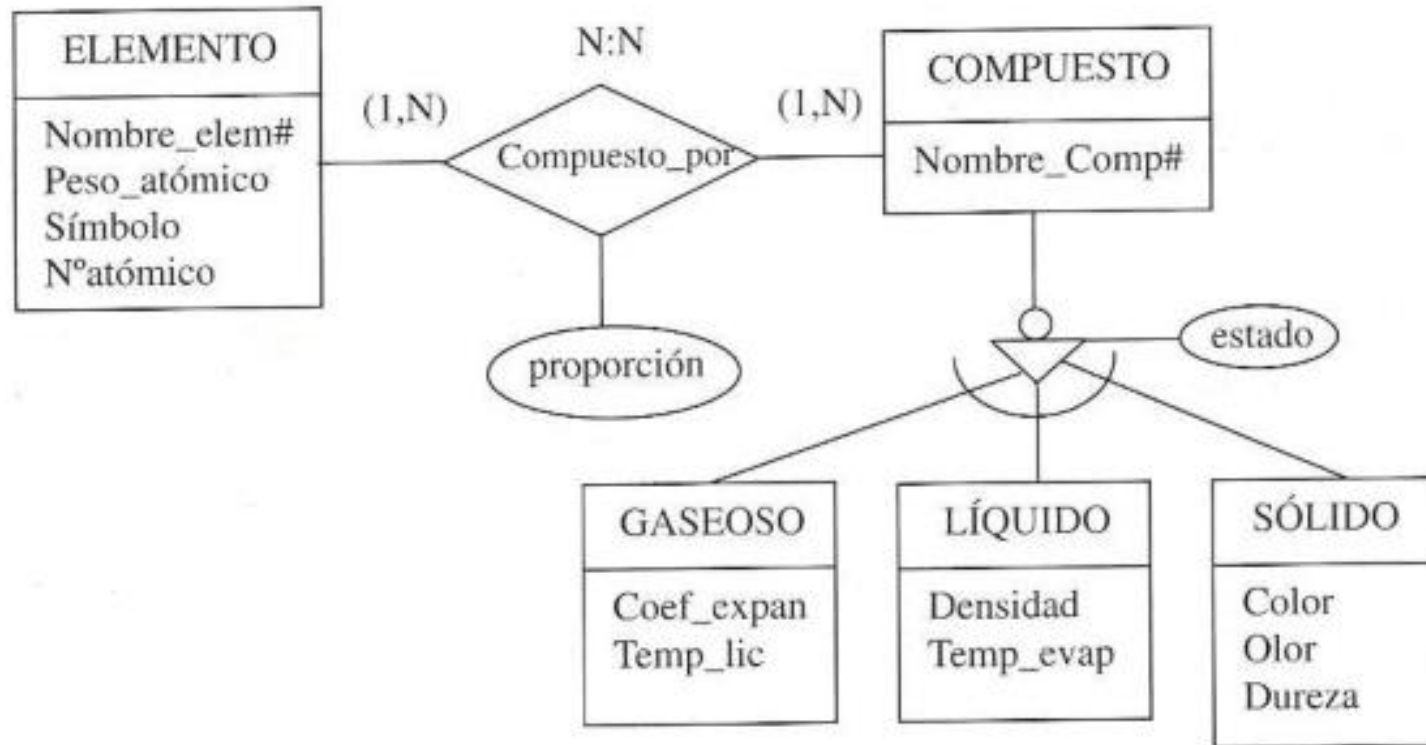 ELEMENTO
Nombre_elem#
Peso_atómico
Símbolo
Nºatómico
N:N
(1,N)
Compuesto_por
(1,N)
proporción
COMPUESTO
Nombre_Comp#
estado
GASEOSO
Coef_expan
Temp_lic
LÍQUIDO
Densidad
Temp_evap
SÓLIDO
Color
Olor
Dureza